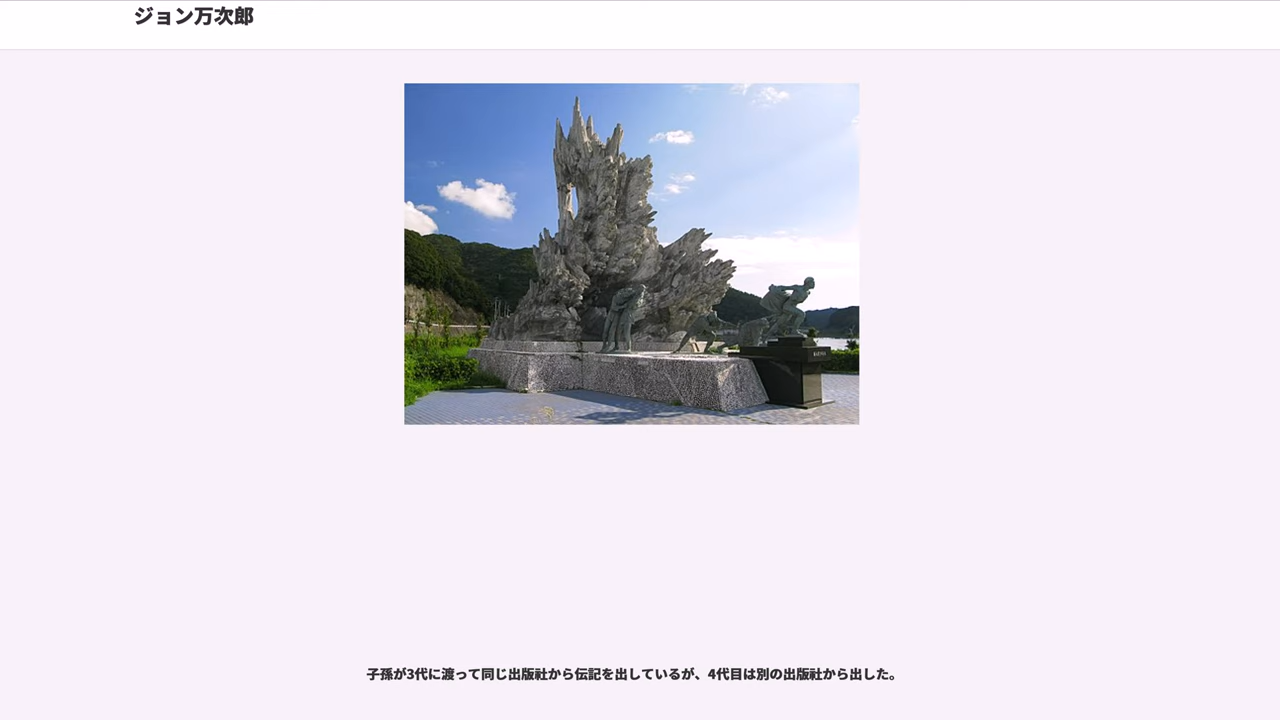 ジョン万次郎
子孫が3代に渡って同じ出版社から伝記を出しているが、4代目は別の出版社から出した。